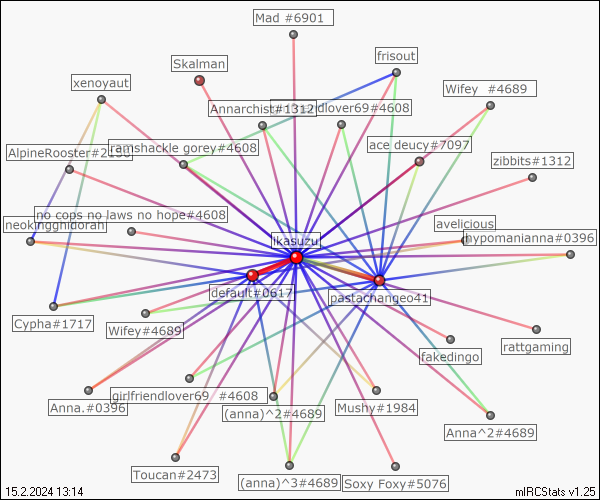 Mad #6901
frisout
Skalman
xenoyaut
Wifey #4689
Annarchist#1312
dlover69#4608
ramshackle gorey#4608
ace deucy#7097
AlpineRooster#2150
zibbits#1312
no cops no laws no hope#4608
neokingghidorah
avelicious
hypomanianna#0396
lkasuzu
default#0617
pastachangeo41
Cypha#1717
Wifey#4689
rattgaming
fakedingo
girlfriendlover69 #4608
Anna.#0396
(anna)^2#4689
Mushy#1984
Anna^2#4689
Toucan#2473
(anna)^3#4689
Soxy Foxy#5076
15.2.2024 13:14
mIRCStats v1.25